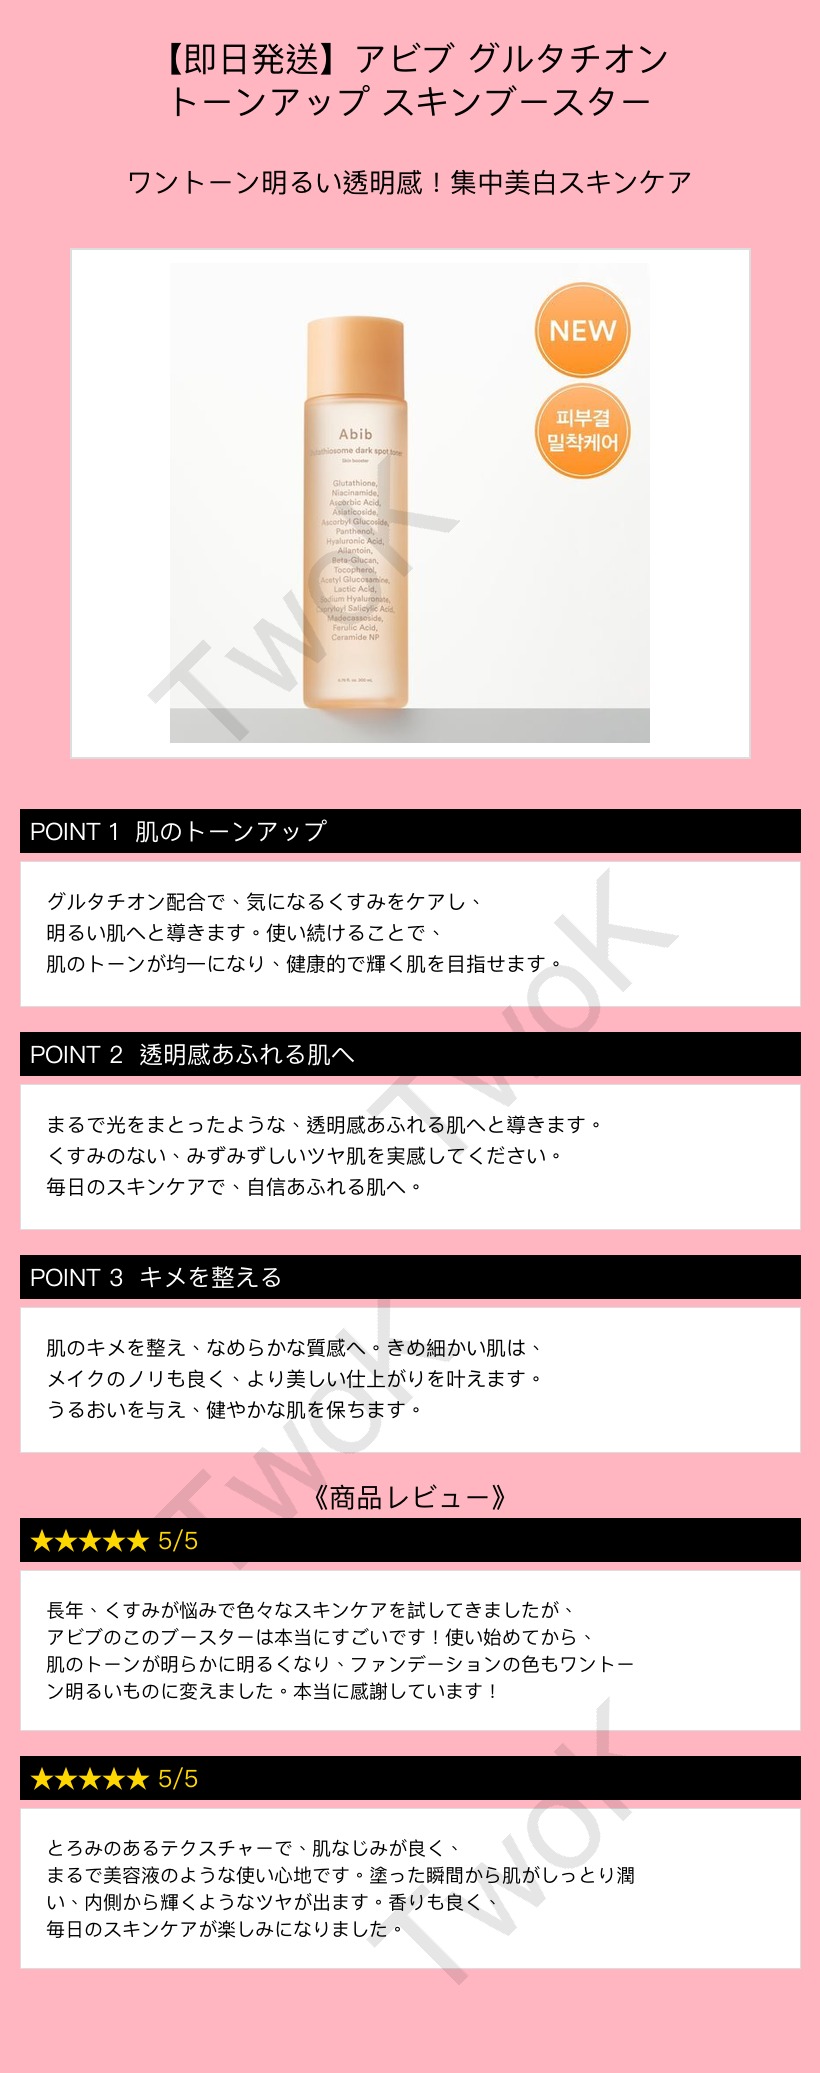 【即日発送】アビブ グルタチオン
トーンアップ スキンブースター
ワントーン明るい透明感！集中美白スキンケア
NEW
피부결
밀착케어
Abib
Glutathiosome dark spot toner
Skin booster
Glutathione,
Niacinamide,
Ascorbic Acid,
Asiaticoside,
Ascorbyl Glucoside,
Panthenol,
Hyaluronic Acid,
Allantoin,
Beta-Glucan,
Tocopherol,
Acetyl Glucosamine,
Lactic Acid,
Sodium Hyaluronate,
Capryloyl Salicylic Acid,
Madecassoside,
Ferulic Acid,
Ceramide NP
TwoK
POINT 1 肌のトーンアップ
グルタチオン配合で、気になるくすみをケアし、
明るい肌へと導きます。使い続けることで、
肌のトーンが均一になり、健康的で輝く肌を目指せます。
TwoK
POINT 2 透明感あふれる肌へ
まるで光をまとったような、透明感あふれる肌へと導きます。
くすみのない、みずみずしいツヤ肌を実感してください。
毎日のスキンケアで、自信あふれる肌へ。
POINT 3 キメを整える
肌のキメを整え、なめらかな質感へ。きめ細かい肌は、
メイクのノリも良く、より美しい仕上がりを叶えます。
うるおいを与え、健やかな肌を保ちます。
TwoK
《商品レビュー》
★★★★★ 5/5
長年、くすみが悩みで色々なスキンケアを試してきましたが、
アビブのこのブースターは本当にすごいです！使い始めてから、
肌のトーンが明らかに明るくなり、ファンデーションの色もワントー
ン明るいものに変えました。本当に感謝しています！
★★★★★ 5/5
とろみのあるテクスチャーで、肌なじみが良く、
まるで美容液のような使い心地です。塗った瞬間から肌がしっとり潤
い、内側から輝くようなツヤが出ます。香りも良く、
毎日のスキンケアが楽しみになりました。
TwoK